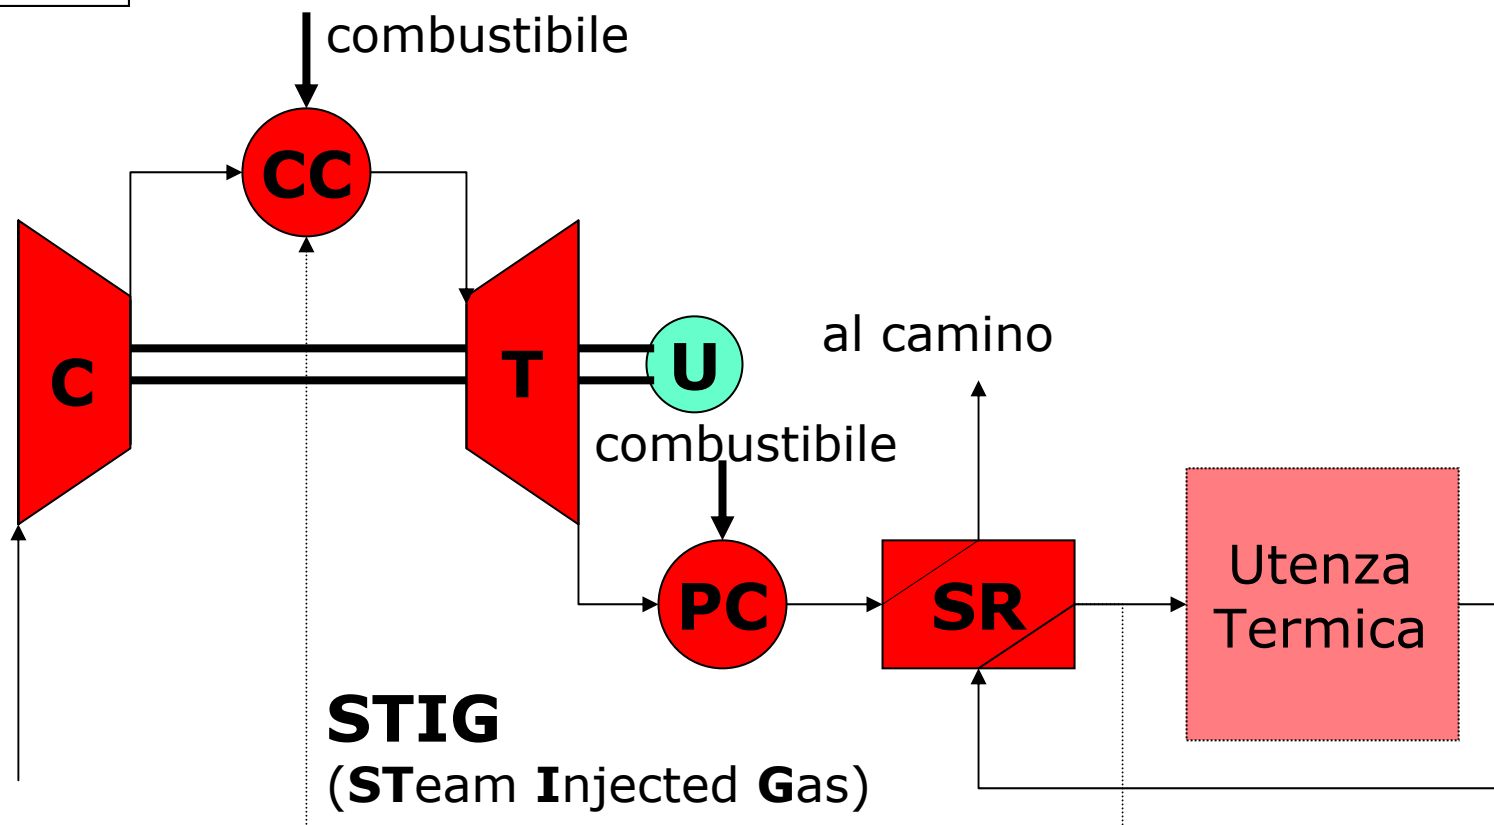 combustibile
CC
C
T
U
al camino
combustibile
PC
SR
Utenza
Termica
STIG
(STeam Injected Gas)